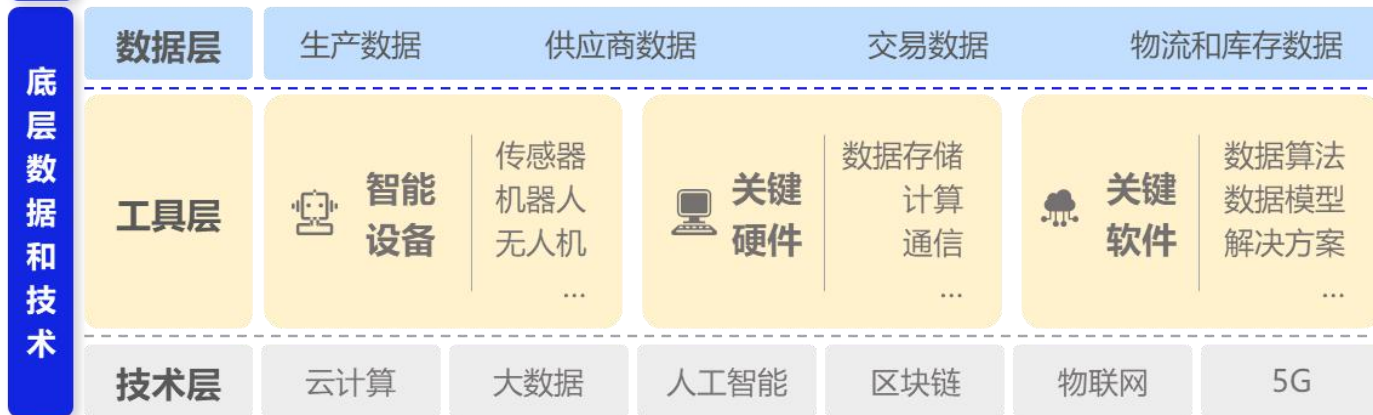 底层数据和技术
数据层
生产数据
供应商数据
交易数据
物流和库存数据
工具层
智能
设备
传感器
机器人
无人机
...
关键
硬件
数据存储
计算
通信
...
关键
软件
数据算法
数据模型
解决方案
...
技术层
云计算
大数据
人工智能
区块链
物联网
5G